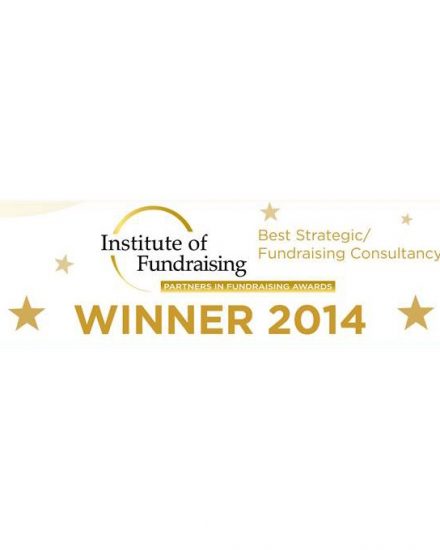 Institute of
Fundraising
Best Strategic/
Fundraising Consultancy
PARTNERS IN FUNDRAISING AWARDS
WINNER 2014